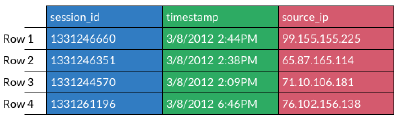 session_id timestamp source_ip
Row 1 1331246660 3/8/2012 2:44PM 99.155.155.225
Row 2 1331246351 3/8/2012 2:38PM 65.87.165.114
Row 3 1331244570 3/8/2012 2:09PM 71.10.106.181
Row 4 1331261196 3/8/2012 6:46PM 76.102.156.138